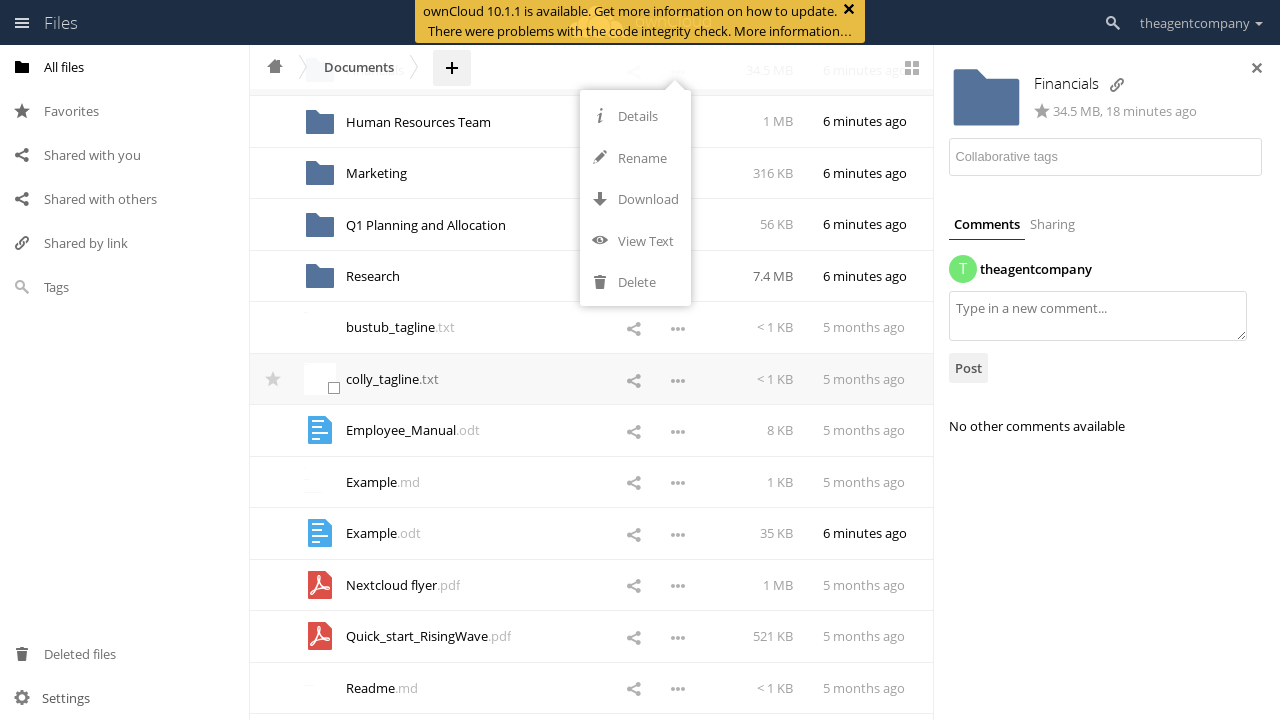 ownCloud 10.1.1 is available. Get more information on how to update.
There were problems with the code integrity check. More information…
Files
theagentcompany
All files
Favorites
Shared with you
Shared with others
Shared by link
Tags
Deleted files
Settings
Documents
34.5 MB 6 minutes ago
Human Resources Team 1 MB 6 minutes ago
Marketing 316 KB 6 minutes ago
Q1 Planning and Allocation 56 KB 6 minutes ago
Research 7.4 MB 6 minutes ago
bustub_tagline.txt < 1 KB 5 months ago
colly_tagline.txt < 1 KB 5 months ago
Employee_Manual.odt 8 KB 5 months ago
Example.md 1 KB 5 months ago
Example.odt 35 KB 6 minutes ago
Nextcloud flyer.pdf 1 MB 5 months ago
Quick_start_RisingWave.pdf 521 KB 5 months ago
Readme.md < 1 KB 5 months ago
Details
Rename
Download
View Text
Delete
Financials
34.5 MB, 18 minutes ago
Collaborative tags
Comments Sharing
T theagentcompany
Type in a new comment...
Post
No other comments available